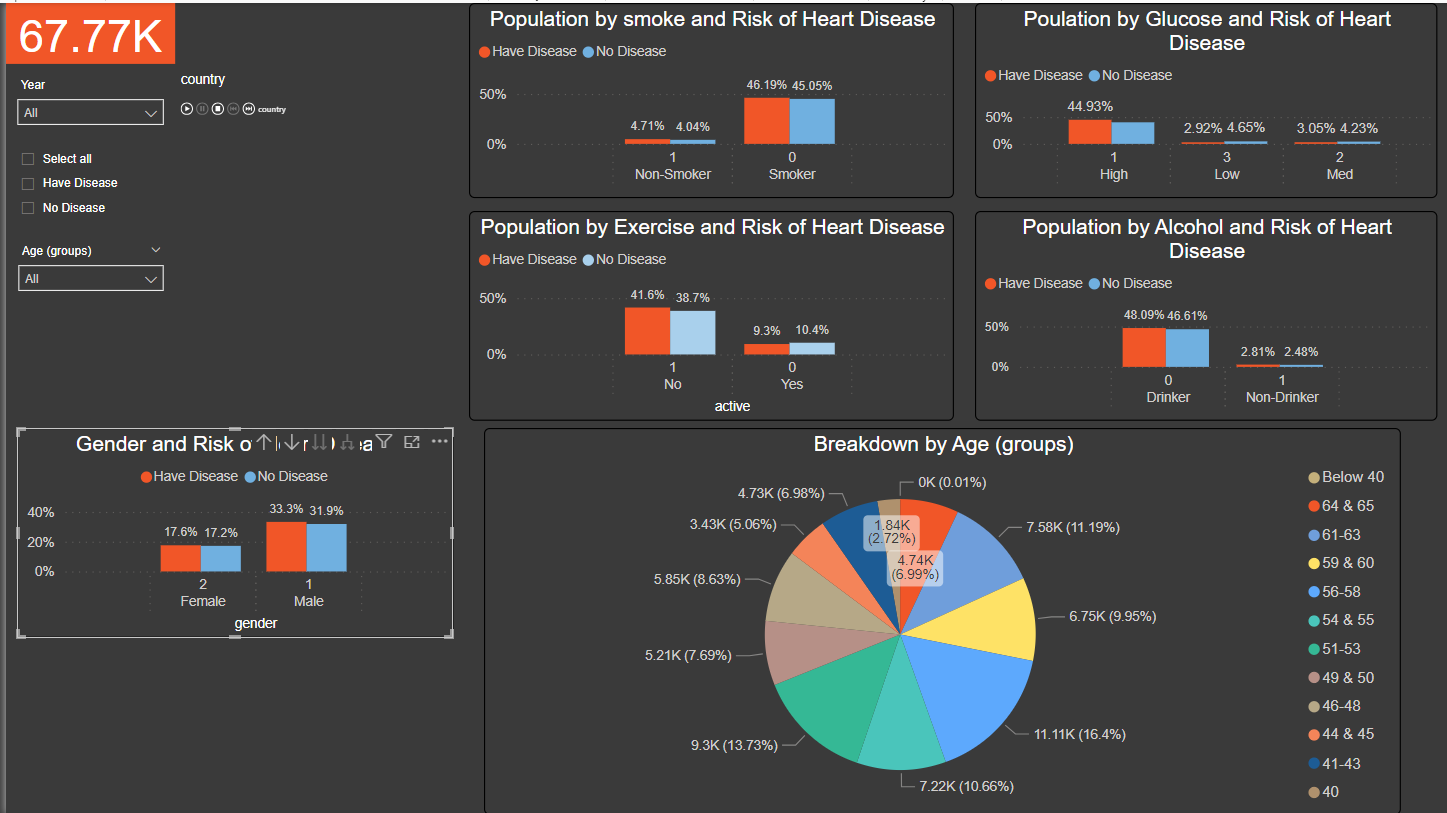 67.77K
Year
All
country
country
Select all
Have Disease
No Disease
Age (groups)
All
Population by smoke and Risk of Heart Disease
Have Disease No Disease
46.19% 45.05%
50%
4.71% 4.04%
0%
1 0
Non-Smoker Smoker
Poulation by Glucose and Risk of Heart
Disease
Have Disease No Disease
44.93%
50%
2.92% 4.65% 3.05% 4.23%
0%
1 3 2
High Low Med
Population by Exercise and Risk of Heart Disease
Have Disease No Disease
50%
41.6% 38.7%
9.3% 10.4%
0%
1 0
No Yes
active
Population by Alcohol and Risk of Heart
Disease
Have Disease No Disease
48.09% 46.61%
50%
2.81% 2.48%
0%
0 1
Drinker Non-Drinker
Gender and Risk o
Have Disease No Disease
40%
33.3% 31.9%
17.6% 17.2%
20%
0%
2 1
Female Male
gender
Breakdown by Age (groups)
0K (0.01%)
4.73K (6.98%)
3.43K (5.06%)
1.84K
(2.72%)
7.58K (11.19%)
4.74K
(6.99%)
5.85K (8.63%)
6.75K (9.95%)
5.21K (7.69%)
11.11K (16.4%)
9.3K (13.73%)
7.22K (10.66%)
Below 40
64 & 65
61-63
59 & 60
56-58
54 & 55
51-53
49 & 50
46-48
44 & 45
41-43
40